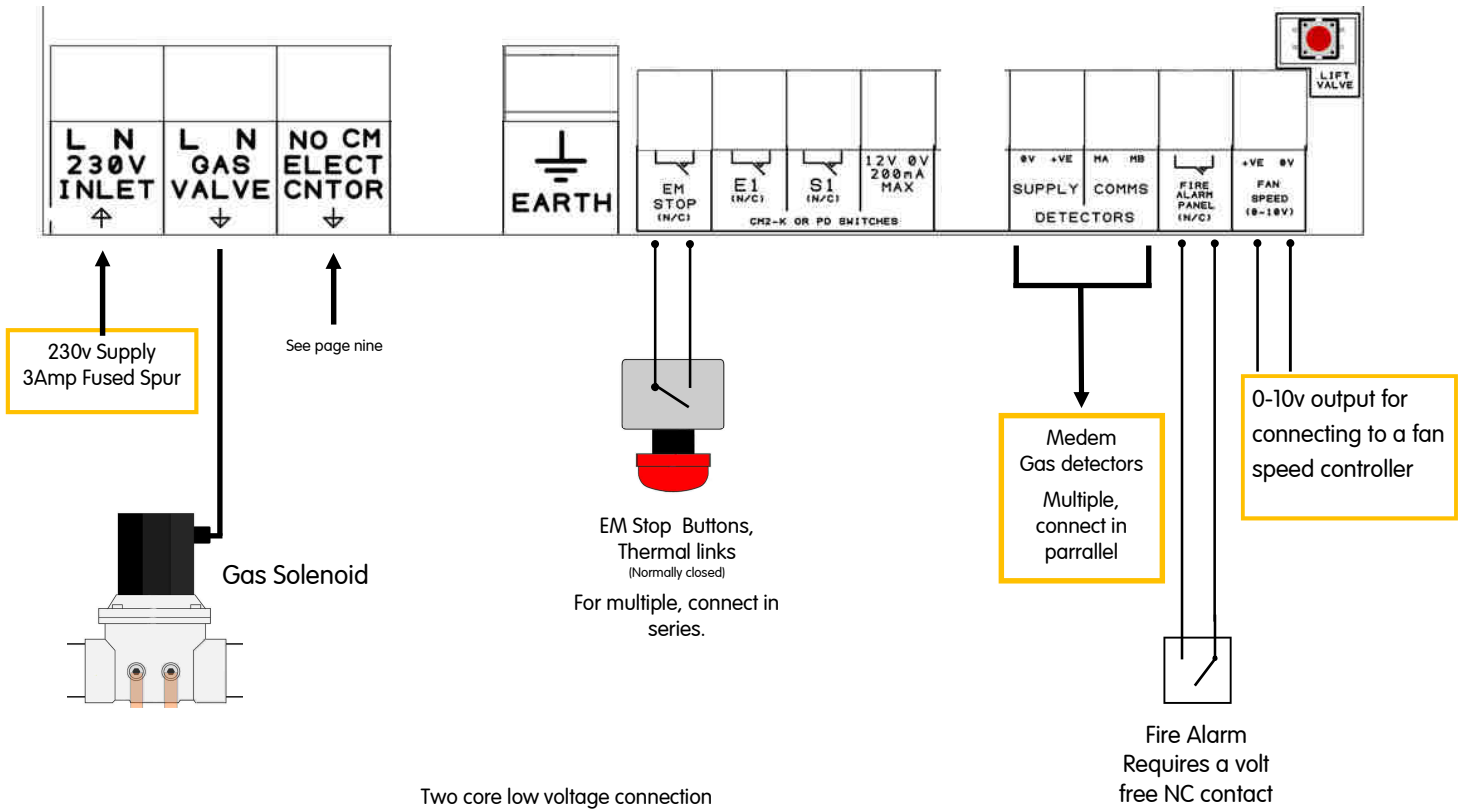 LIFT
VALVE
L N
230V
INLET
L N
GAS
VALVE
NO CM
ELECT
CNTOR
EARTH
EM
STOP
(N/C)
E1
(N/C)
S1
(N/C)
12V 0V
200mA
MAX
CM2-K OR PD SWITCHES
0V +VE
SUPPLY
MA MB
COMMS
DETECTORS
FIRE
ALARM
PANEL
(N/C)
+VE 0V
FAN
SPEED
(0-10V)
230v Supply
3Amp Fused Spur
See page nine
Gas Solenoid
EM Stop Buttons,
Thermal links
(Normally closed)
For multiple, connect in
series.
Medem
Gas detectors
Multiple,
connect in
parrallel
0-10v output for
connecting to a fan
speed controller
Fire Alarm
Requires a volt
free NC contact
Two core low voltage connection